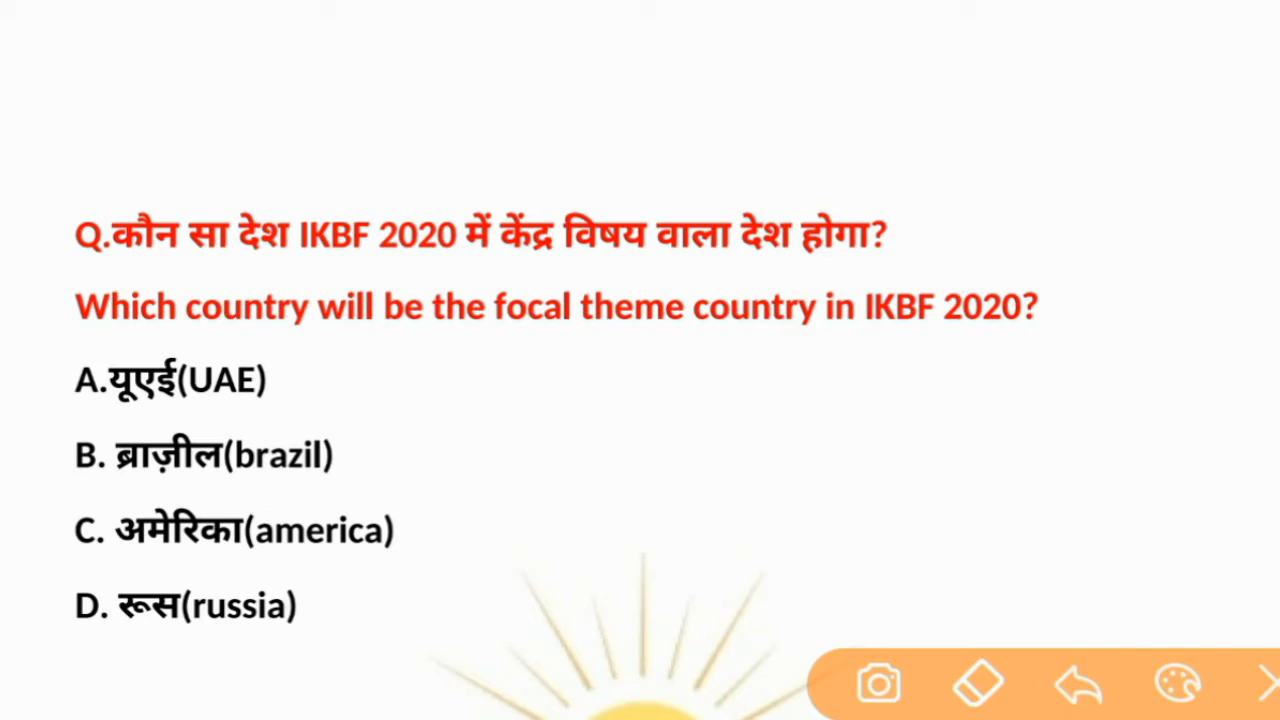 Q.कौन सा देश IKBF 2020 में केंद्र विषय वाला देश होगा?
Which country will be the focal theme country in IKBF 2020?
A.यूएई(UAE)
B. ब्राज़ील(brazil)
C. अमेरिका(america)
D. रूस(russia)